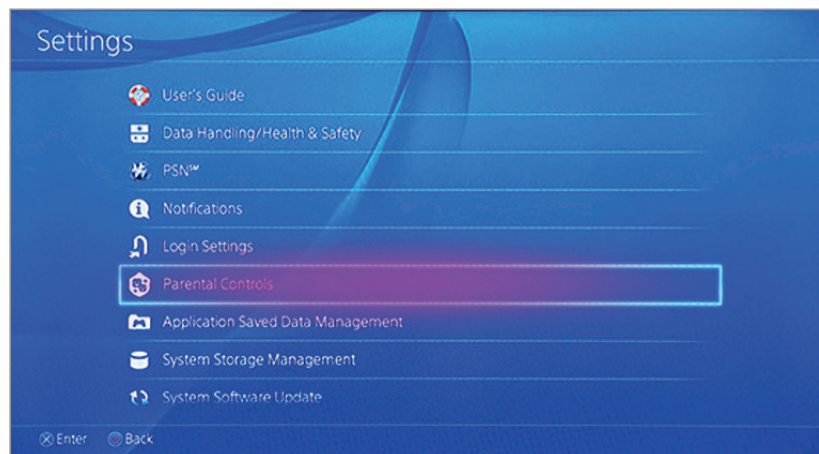 Settings
User's Guide
Data Handling/Health & Safety
PSN℠
Notifications
Login Settings
Parental Controls
Application Saved Data Management
System Storage Management
System Software Update
Enter Back